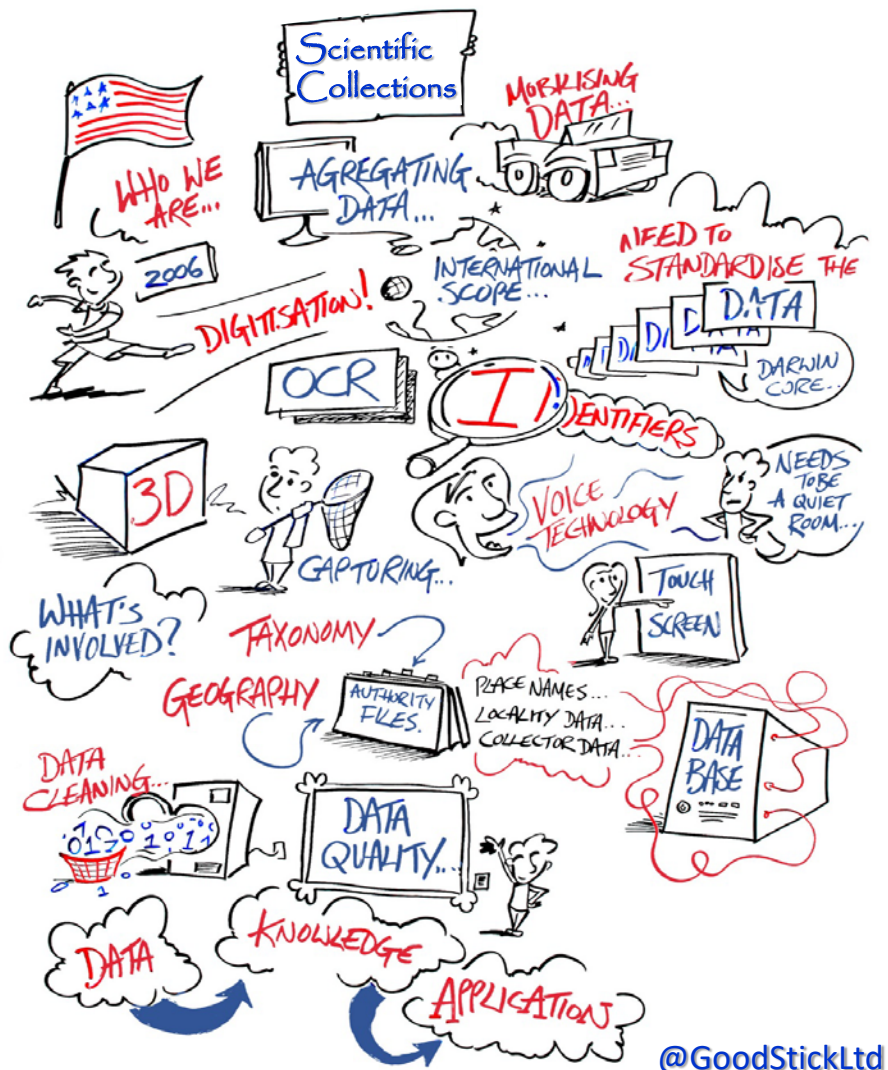 Scientific
Collections
MOBILISING
DATA...
WHO WE
ARE...
AGREGATING
DATA...
2006
DIGITISATION!
INTERNATIONAL
SCOPE...
NEED TO
STANDARDISE THE
DATA
DARWIN
CORE...
OCR
IDENTIFIERS
3D
CAPTURING...
VOICE
TECHNOLOGY
NEEDS
TO BE
A QUIET
ROOM...
WHAT'S
INVOLVED?
TOUCH
SCREEN
TAXONOMY
GEOGRAPHY
AUTHORITY
FILES.
PLACE NAMES...
LOCALITY DATA...
COLLECTOR DATA...
DATA
BASE
DATA
CLEANING...
DATA
QUALITY...
DATA
KNOWLEDGE
APPLICATION
@GoodStickLtd